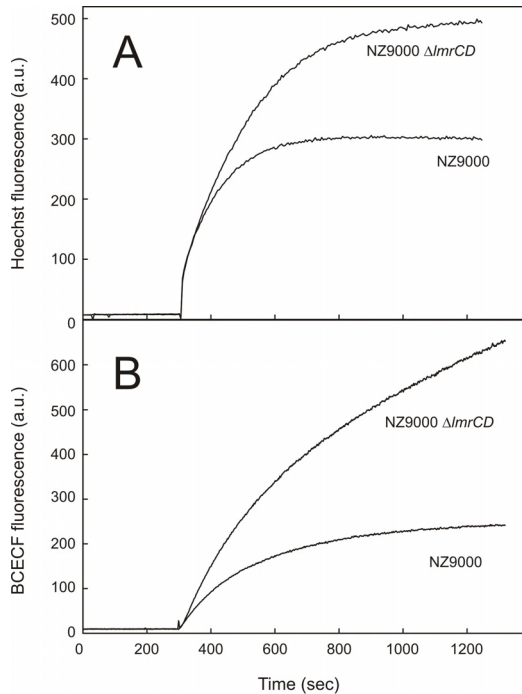 A
500
400
300
200
100
0
Hoechst fluorescence (a.u.)
NZ9000 ΔlmrCD
NZ9000
B
600
500
400
300
200
100
0
BCECF fluorescence (a.u.)
NZ9000 ΔlmrCD
NZ9000
0 200 400 600 800 1000 1200
Time (sec)